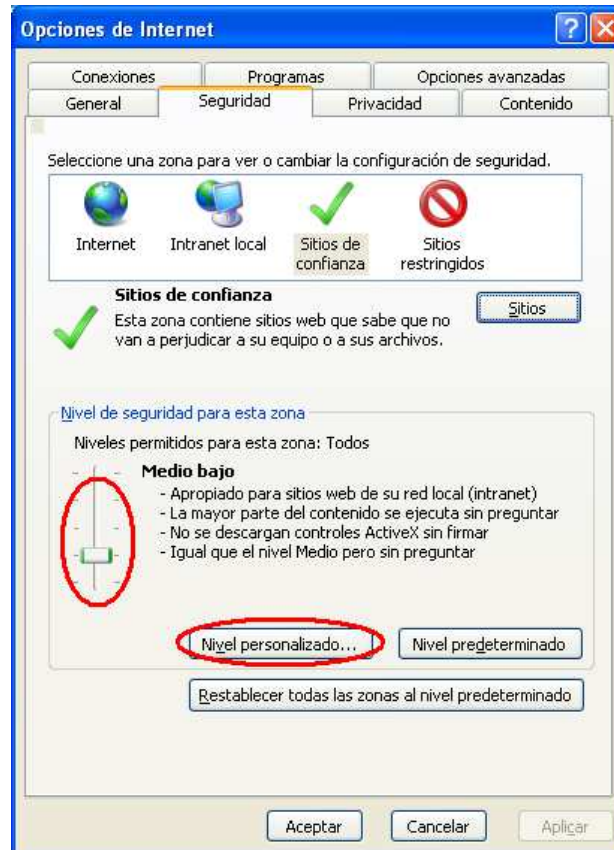 Opciones de Internet
Conexiones Programas Opciones avanzadas
General Seguridad Privacidad Contenido
Seleccione una zona para ver o cambiar la configuración de seguridad.
Internet Intranet local Sitios de confianza Sitios restringidos
Sitios de confianza
Sitios
Esta zona contiene sitios web que sabe que no
van a perjudicar a su equipo o a sus archivos.
Nivel de seguridad para esta zona
Niveles permitidos para esta zona: Todos
Medio bajo
- Apropiado para sitios web de su red local (intranet)
- La mayor parte del contenido se ejecuta sin preguntar
- No se descargan controles ActiveX sin firmar
- Igual que el nivel Medio pero sin preguntar
Nivel personalizado... Nivel predeterminado
Restablecer todas las zonas al nivel predeterminado
Aceptar Cancelar Aplicar